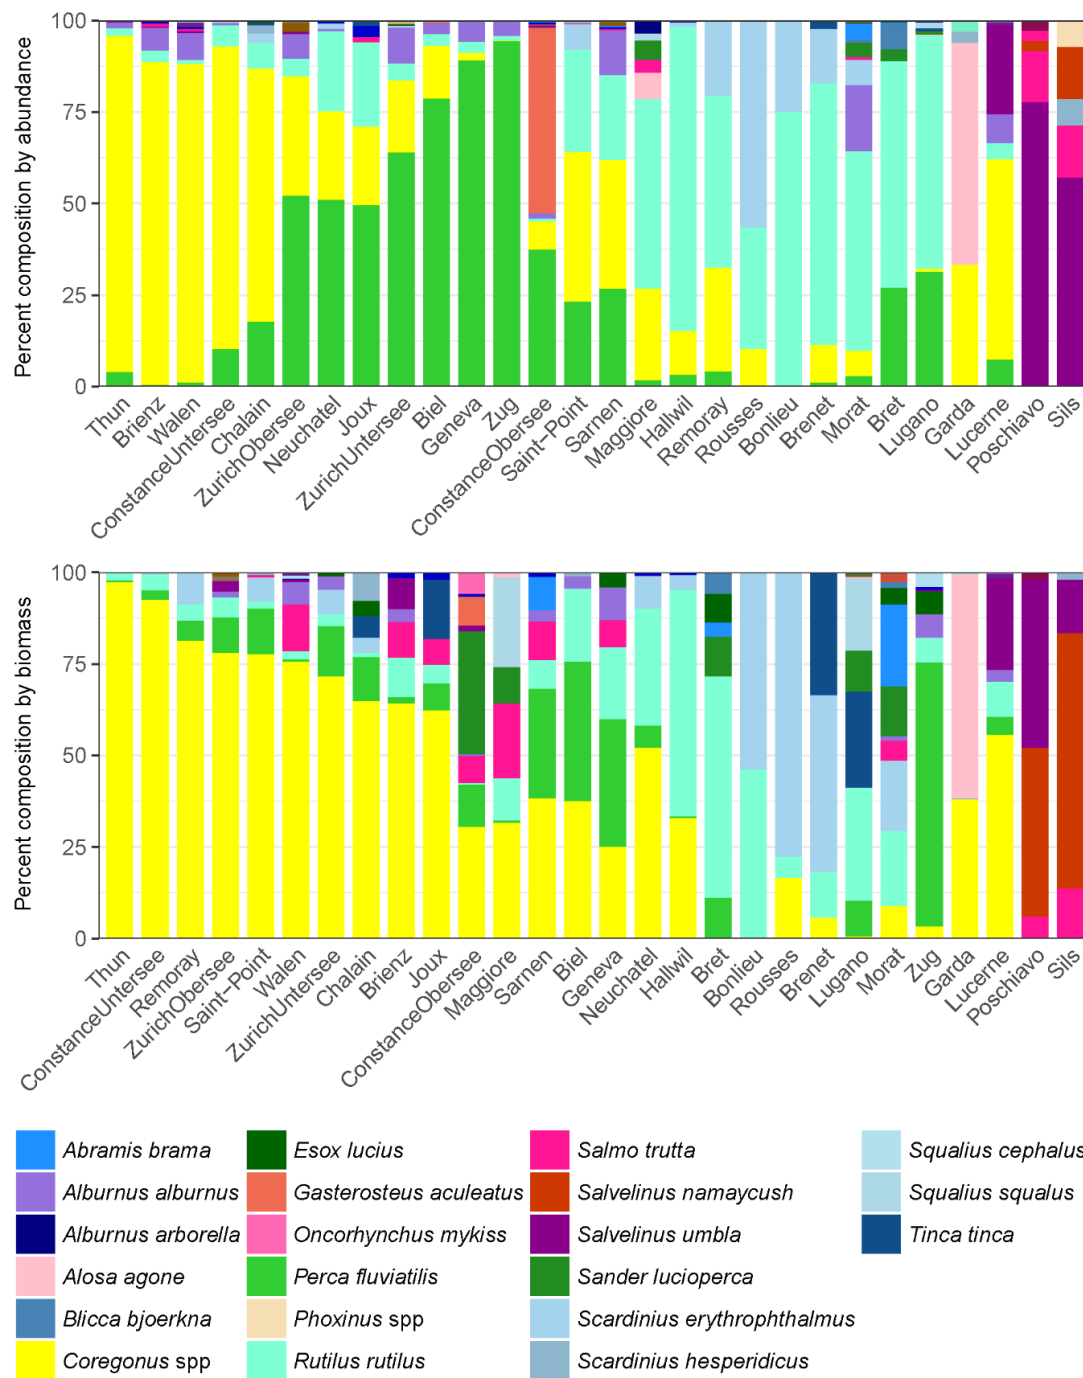 Percent composition by abundance
100
75
50
25
0
Thun
Brienz
Walen
ConstanceUntersee
Chalain
ZurichObersee
Neuchatel
Joux
ZurichUntersee
Biel
Geneva
Zug
ConstanceObersee
Saint−Point
Sarnen
Maggiore
Hallwil
Remoray
Rousses
Bonlieu
Brenet
Morat
Bret
Lugano
Garda
Lucerne
Poschiavo
Sils
Percent composition by biomass
100
75
50
25
0
Thun
ConstanceUntersee
Remoray
ZurichObersee
Saint−Point
Walen
ZurichUntersee
Chalain
Brienz
Joux
ConstanceObersee
Maggiore
Sarnen
Biel
Geneva
Neuchatel
Hallwil
Bret
Bonlieu
Rousses
Brenet
Lugano
Morat
Zug
Garda
Lucerne
Poschiavo
Sils
Abramis brama
Alburnus alburnus
Alburnus arborella
Alosa agone
Blicca bjoerkna
Coregonus spp
Esox lucius
Gasterosteus aculeatus
Oncorhynchus mykiss
Perca fluviatilis
Phoxinus spp
Rutilus rutilus
Salmo trutta
Salvelinus namaycush
Salvelinus umbla
Sander lucioperca
Scardinius erythrophthalmus
Scardinius hesperidicus
Squalius cephalus
Squalius squalus
Tinca tinca